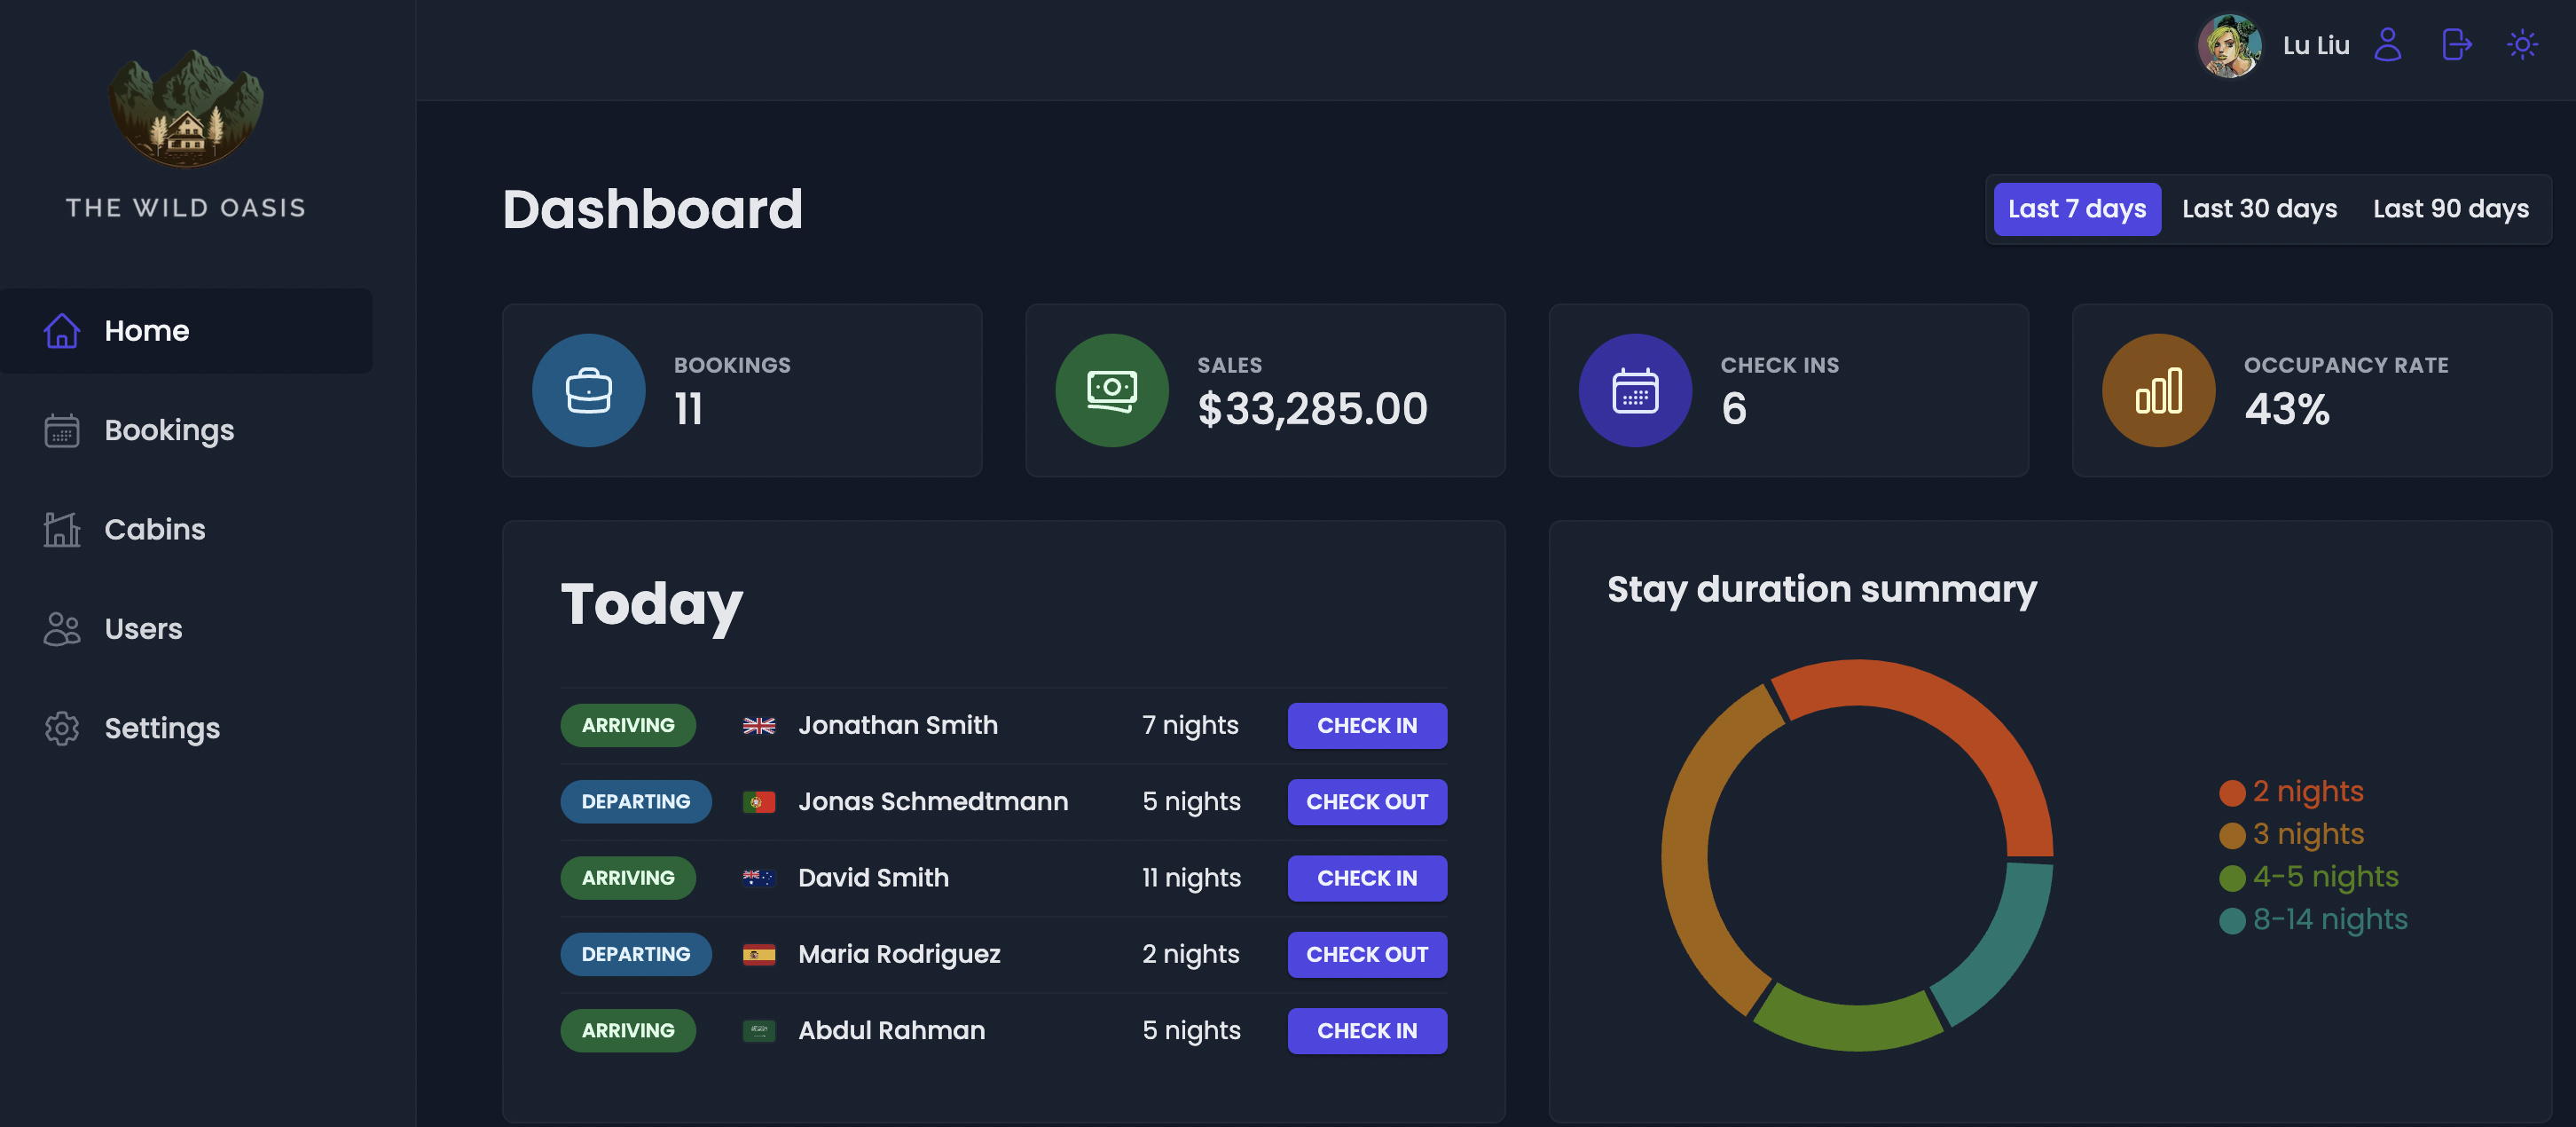 Lu Liu
THE WILD OASIS
Home
Bookings
Cabins
Users
Settings
Dashboard
Last 7 days Last 30 days Last 90 days
BOOKINGS
11
SALES
$33,285.00
CHECK INS
6
OCCUPANCY RATE
43%
Today
ARRIVING Jonathan Smith 7 nights CHECK IN
DEPARTING Jonas Schmedtmann 5 nights CHECK OUT
ARRIVING David Smith 11 nights CHECK IN
DEPARTING Maria Rodriguez 2 nights CHECK OUT
ARRIVING Abdul Rahman 5 nights CHECK IN
Stay duration summary
2 nights
3 nights
4-5 nights
8-14 nights